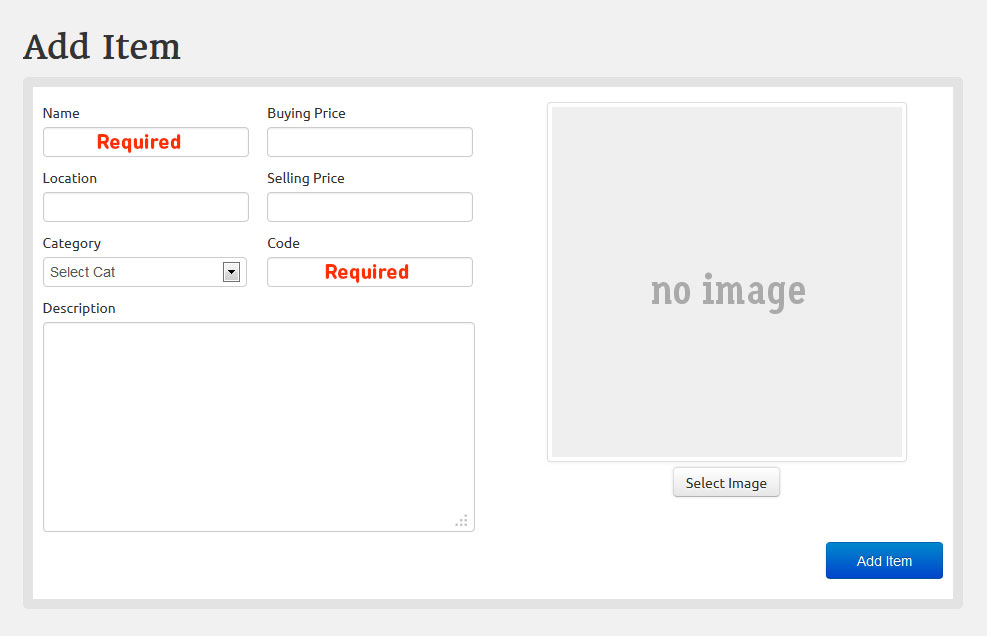 Add Item
Name
Buying Price
Required
Location
Selling Price
Category
Code
Select Cat
Required
Description
no image
Select Image
Add Item